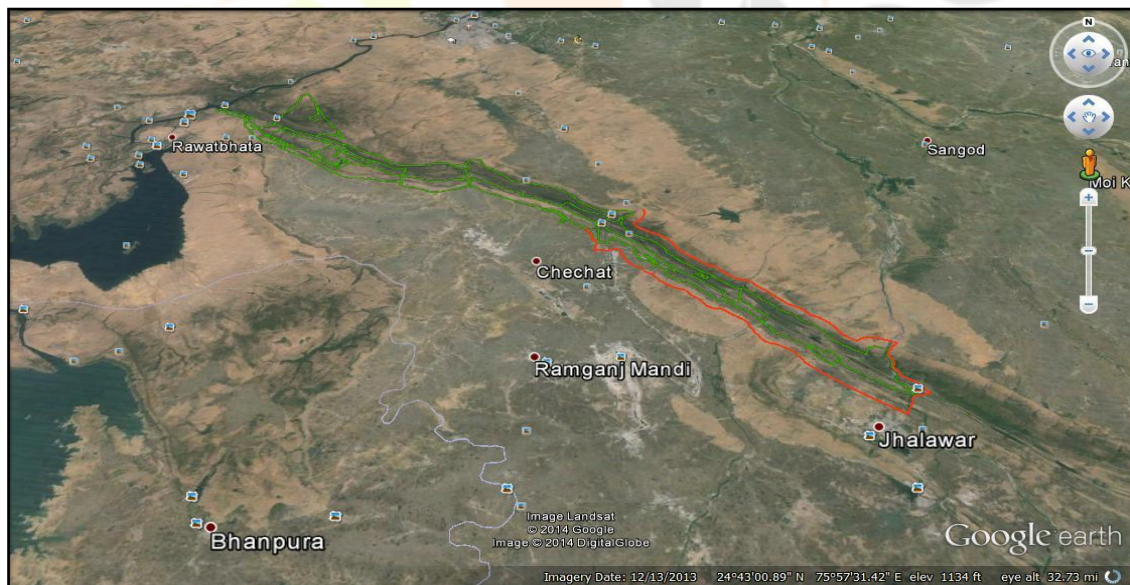 N
Rawatbhata
Sangod
Moi K
Chechat
Ramganj Mandi
Jhalawar
Bhanpura
Image Landsat
© 2014 Google
Image © 2014 DigitalGlobe
Google earth
Imagery Date: 12/13/2013 24°43'00.89" N 75°57'31.42" E elev 1134 ft eye alt 32.73 mi